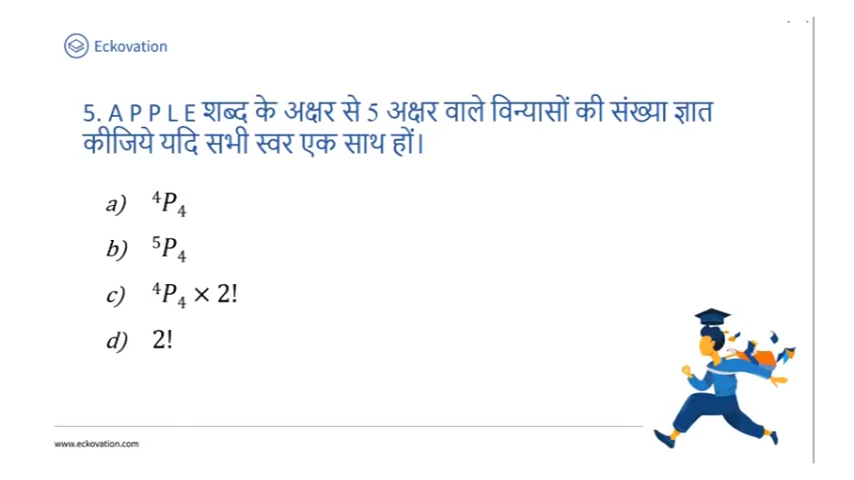 Eckovation
5. A P P L E शब्द के अक्षर से 5 अक्षर वाले विन्यासों की संख्या ज्ञात
कीजिये यदि सभी स्वर एक साथ हों।
a) ⁴P₄
b) ⁵P₄
c) ⁴P₄ × 2!
d) 2!
www.eckovation.com